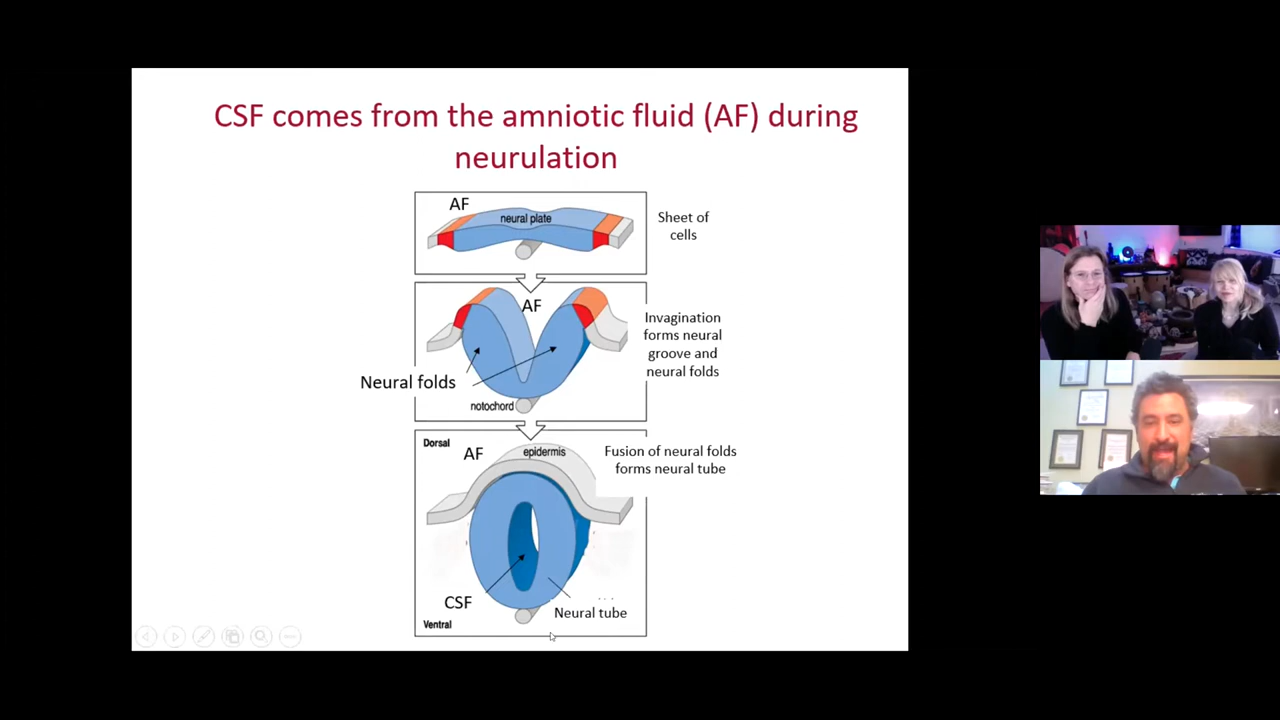 CSF comes from the amniotic fluid (AF) during
neurulation
AF
neural plate
Sheet of
cells
AF
Invagination
forms neural
groove and
neural folds
Neural folds
notochord
Dorsal
AF
epidermis
Fusion of neural folds
forms neural tube
CSF
Neural tube
Ventral